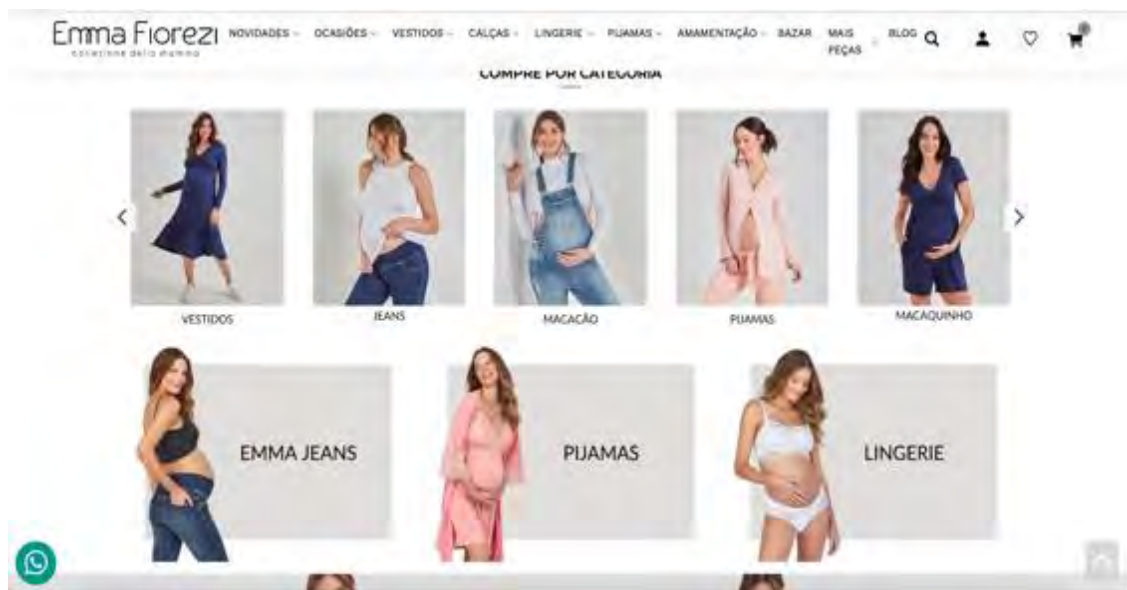 Emma Fiorezi
collezione della mamma
NOVIDADES OCASIÕES VESTIDOS CALÇAS LINGERIE PIJAMAS AMAMENTAÇÃO BAZAR MAIS PEÇAS BLOG
0
COMPRE POR CATEGORIA
VESTIDOS JEANS MACACÃO PIJAMAS MACAQUINHO
EMMA JEANS PIJAMAS LINGERIE